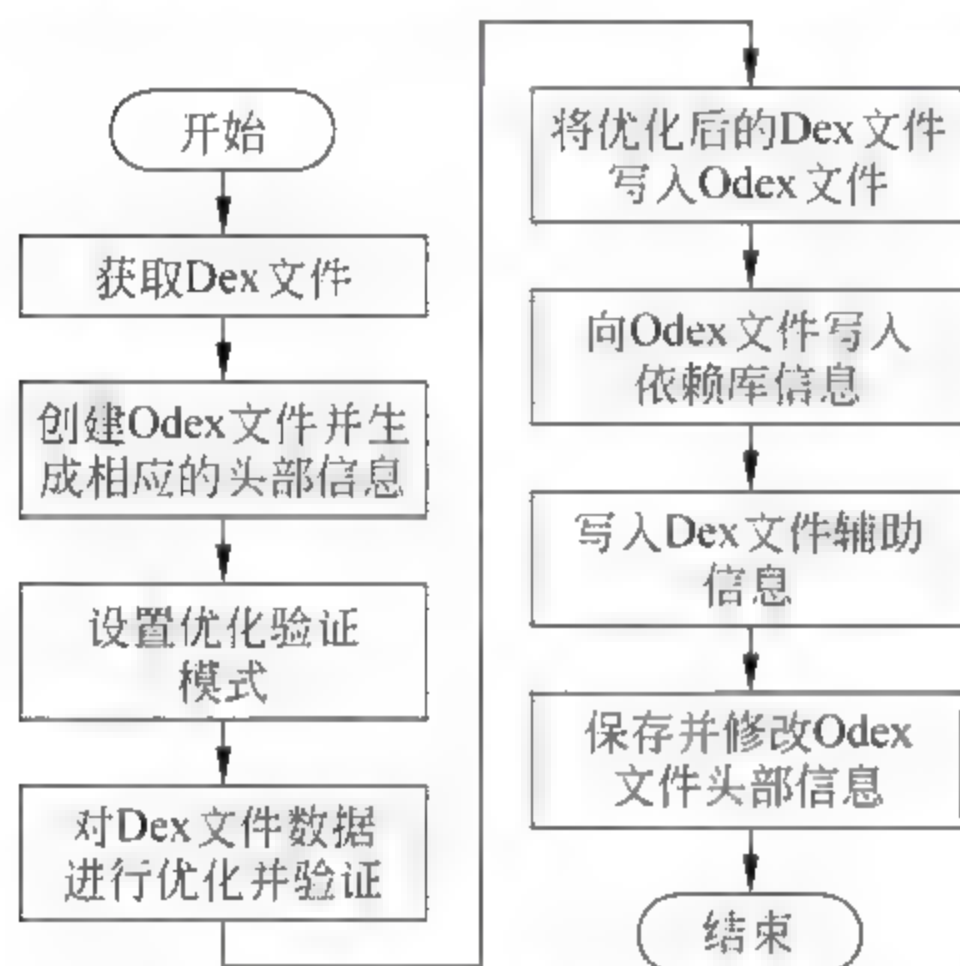 开始
获取Dex文件
创建Odex文件并生
成相应的头部信息
设置优化验证
模式
对Dex文件数据
进行优化并验证
将优化后的Dex文件
写入Odex文件
向Odex文件写入
依赖库信息
写入Dex文件辅助
信息
保存并修改Odex
文件头部信息
结束